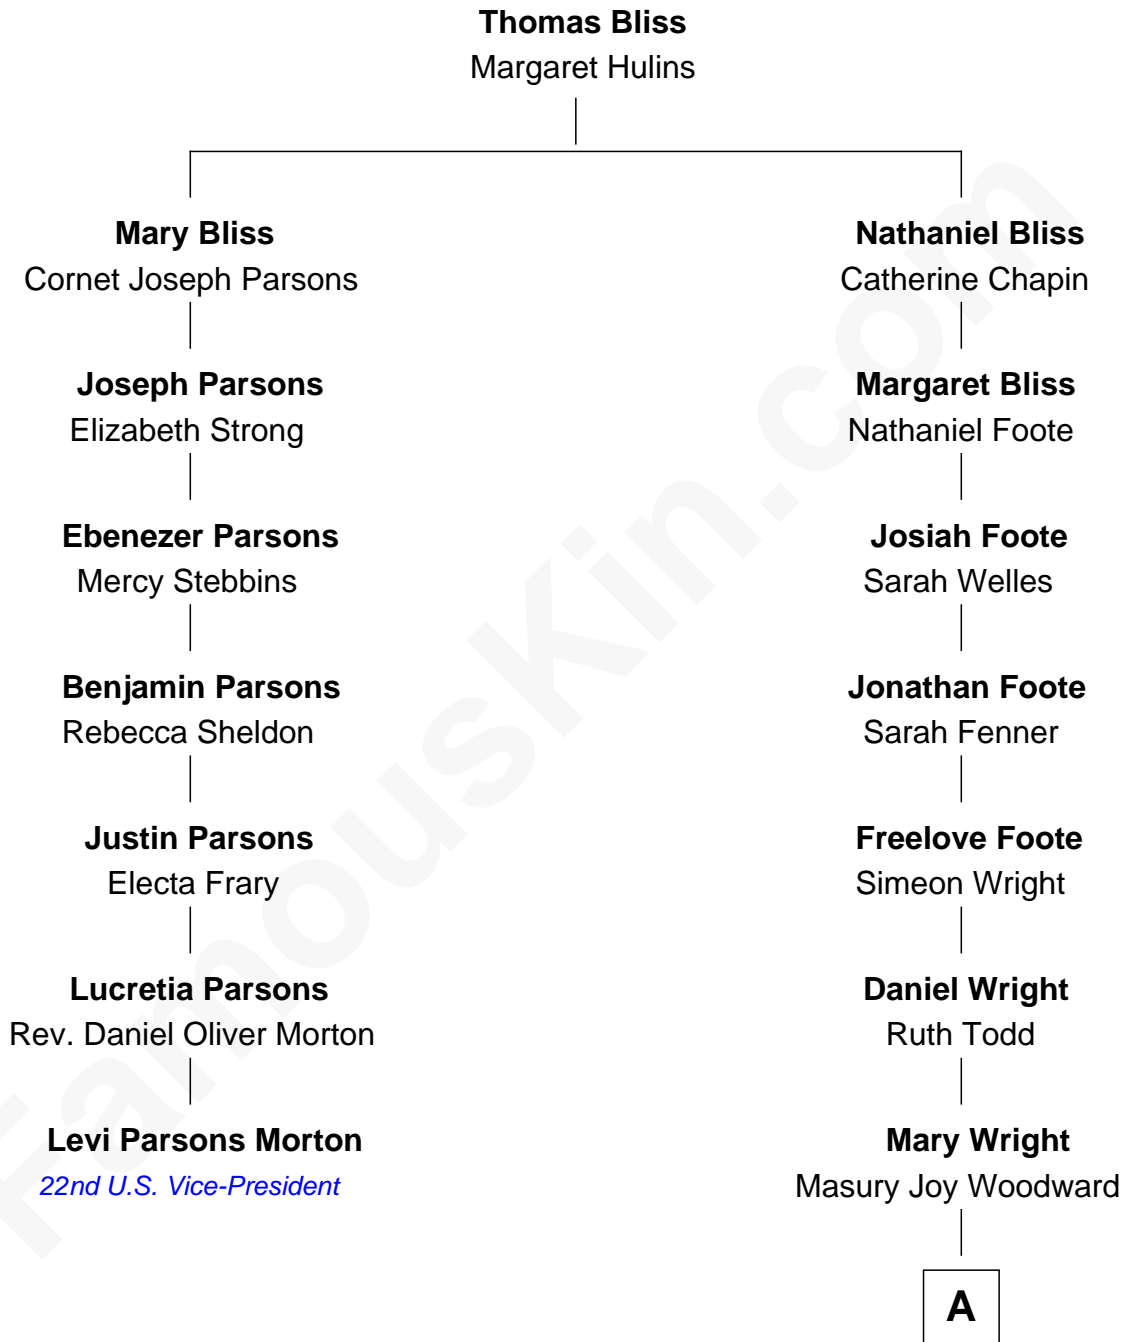 Thomas Bliss
Margaret Hulins
Mary Bliss
Cornet Joseph Parsons
Nathaniel Bliss
Catherine Chapin
Joseph Parsons
Elizabeth Strong
Margaret Bliss
Nathaniel Foote
Ebenezer Parsons
Mercy Stebbins
Josiah Foote
Sarah Welles
Benjamin Parsons
Rebecca Sheldon
Jonathan Foote
Sarah Fenner
Justin Parsons
Electa Frary
Freelove Foote
Simeon Wright
Lucretia Parsons
Rev. Daniel Oliver Morton
Daniel Wright
Ruth Todd
Levi Parsons Morton
22nd U.S. Vice-President
Mary Wright
Masury Joy Woodward
A
FamousKin.com